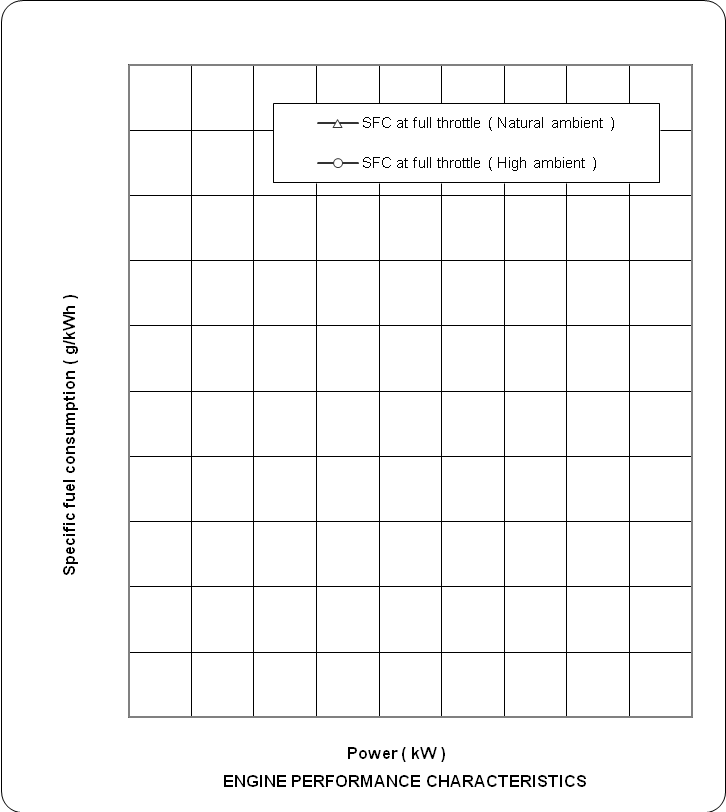 SFC at full throttle ( Natural ambient )
SFC at full throttle ( High ambient )
Specific fuel consumption ( g/kWh )
Power ( kW )
ENGINE PERFORMANCE CHARACTERISTICS